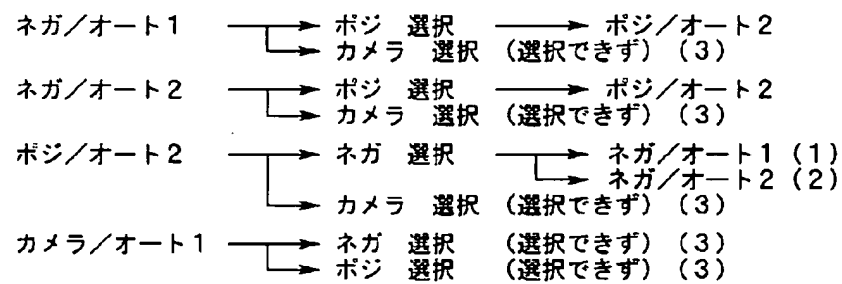 ネガ／オート１ ポジ 選択 ポジ／オート２
カメラ 選択 （選択できず）（３）
ネガ／オート２ ポジ 選択 ポジ／オート２
カメラ 選択 （選択できず）（３）
ポジ／オート２ ネガ 選択 ネガ／オート１（１）
ネガ／オート２（２）
カメラ 選択 （選択できず）（３）
カメラ／オート１ ネガ 選択 （選択できず）（３）
ポジ 選択 （選択できず）（３）